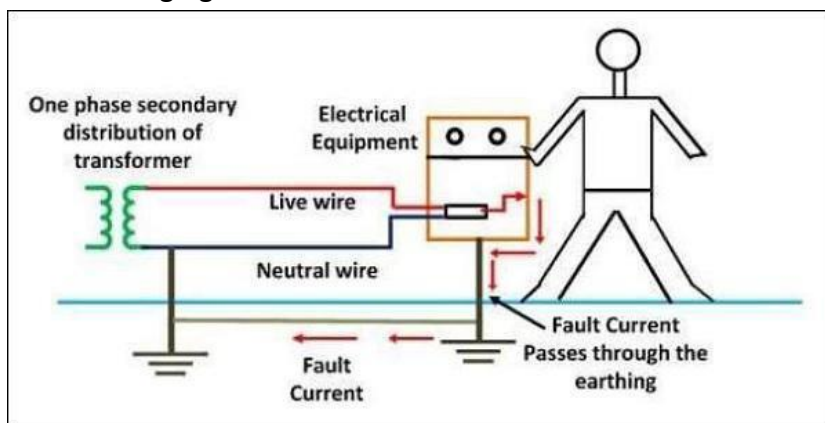 One phase secondary
distribution of
transformer
Electrical
Equipment
Live wire
Neutral wire
Fault
Current
Fault Current
Passes through the
earthing